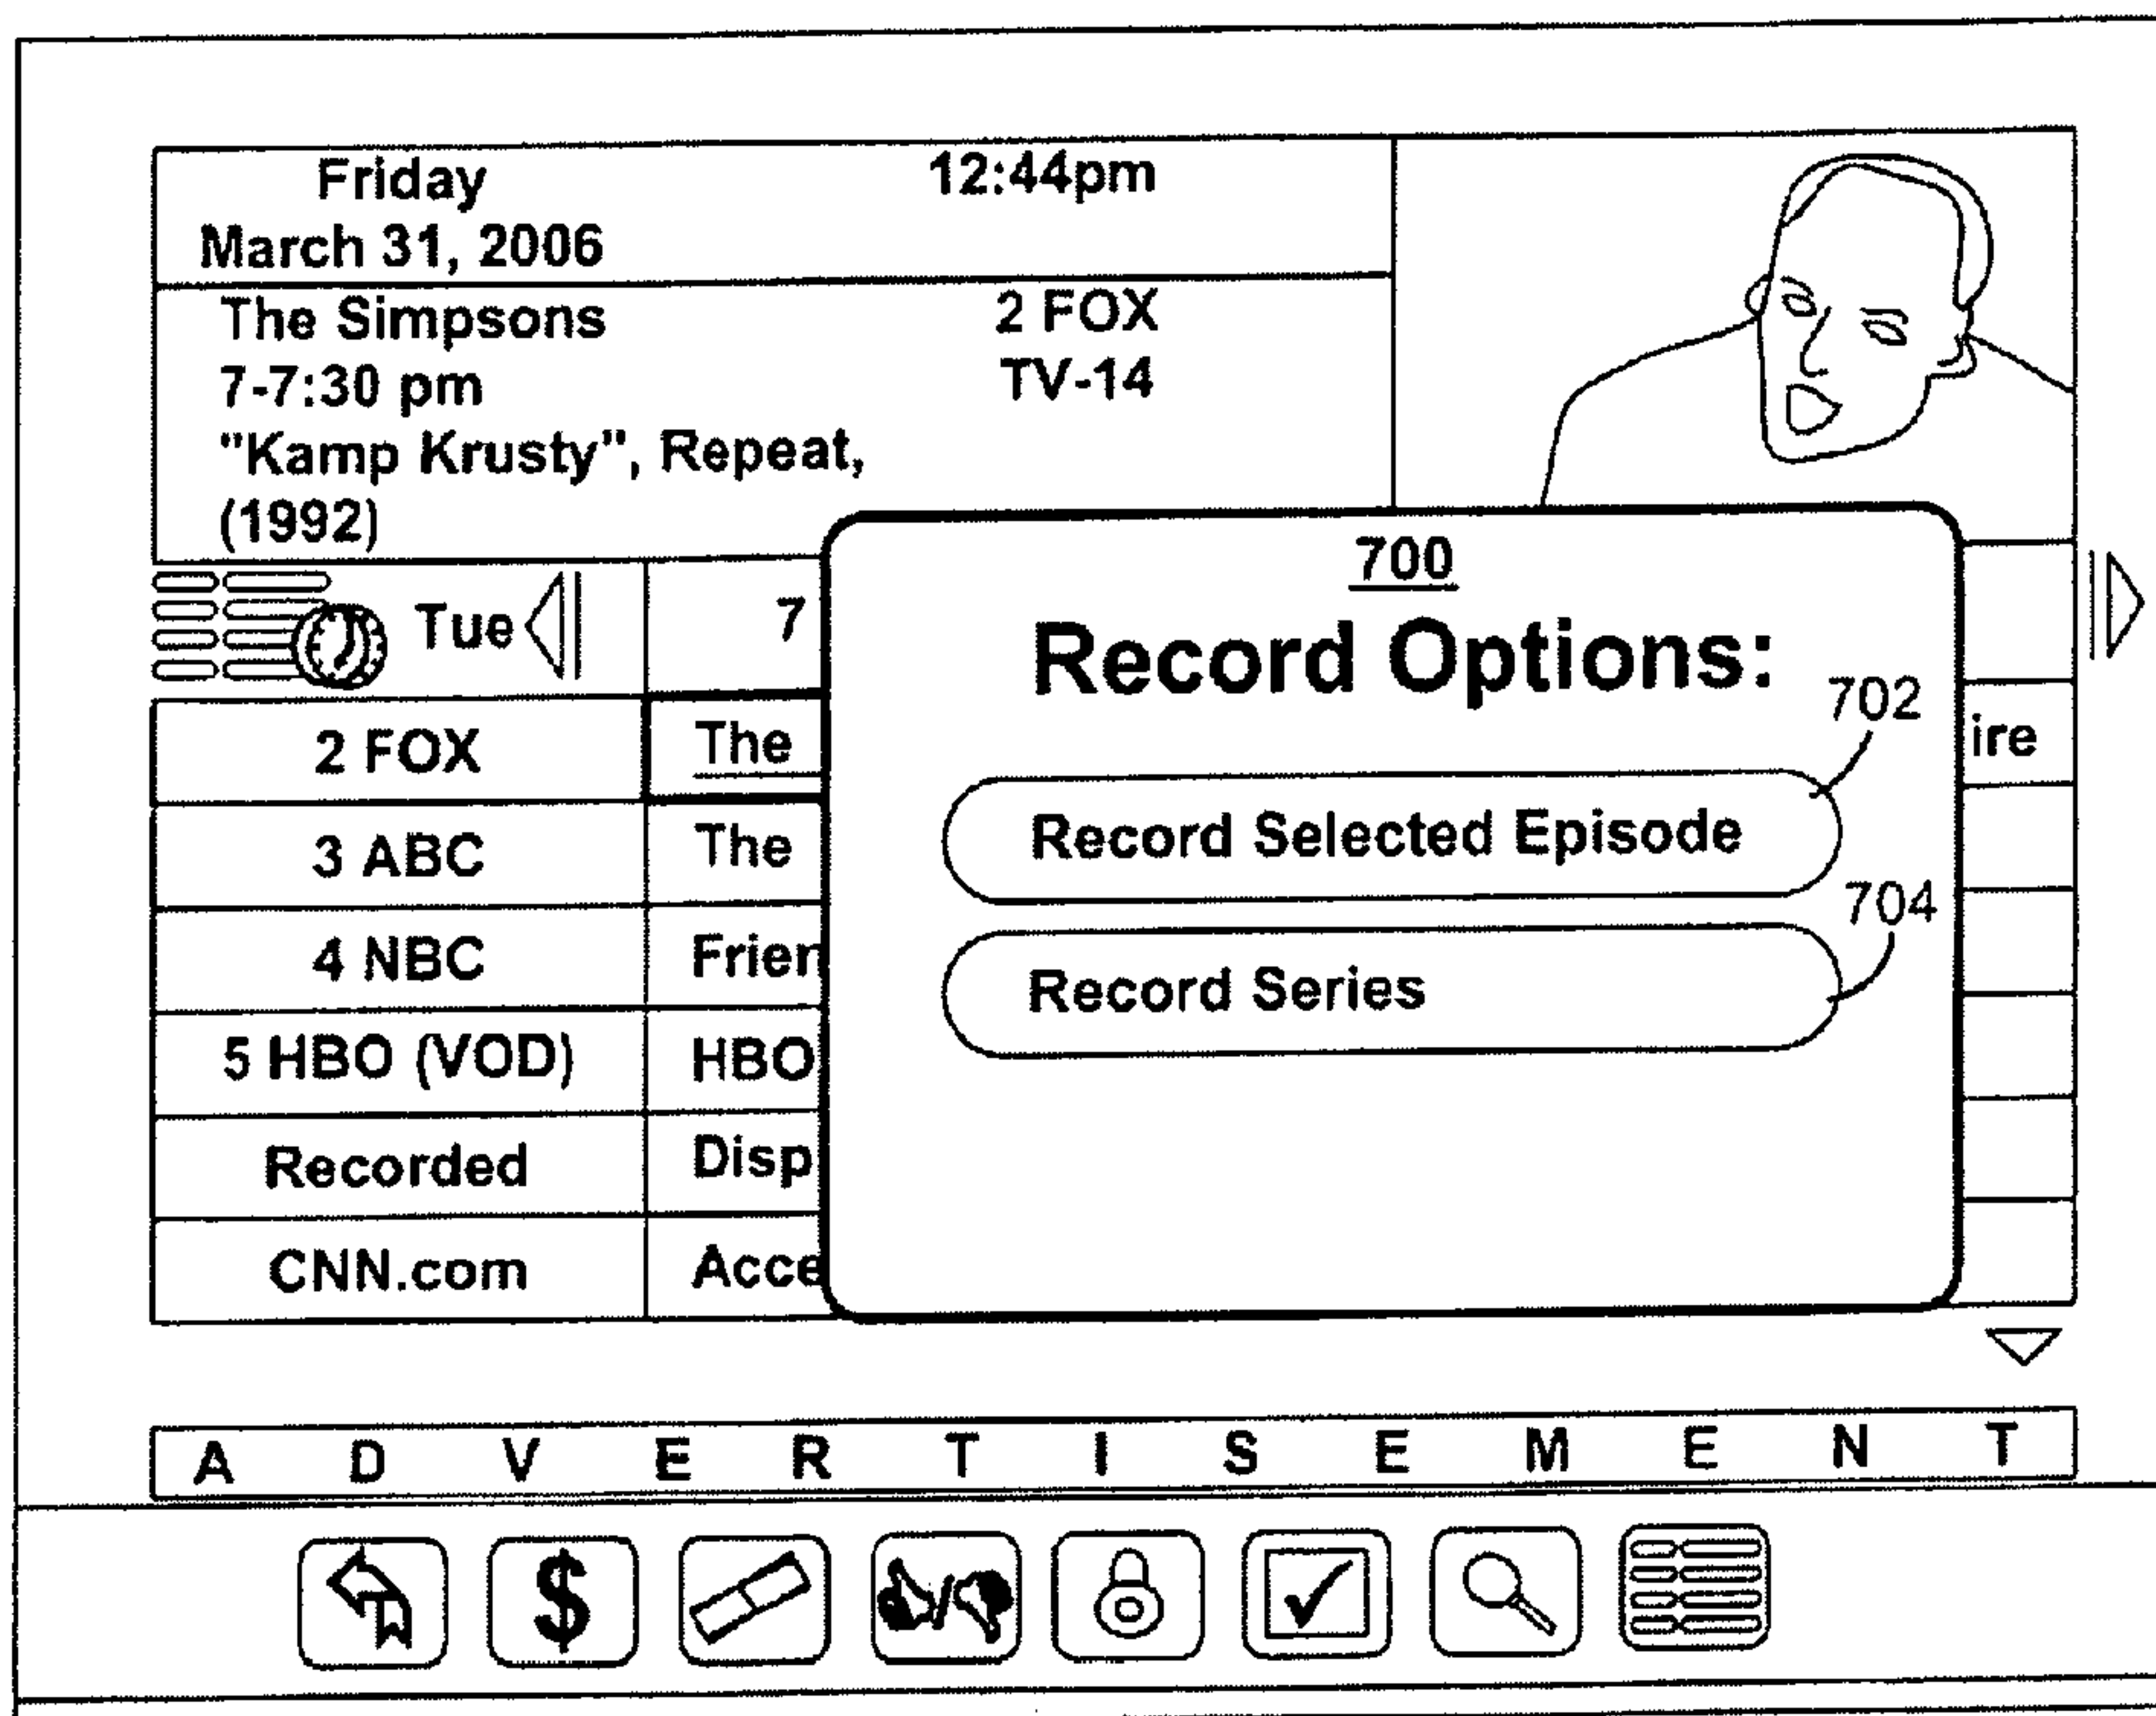 Friday 12:44pm
March 31, 2006
The Simpsons 2 FOX
7-7:30 pm TV-14
"Kamp Krusty", Repeat,
(1992)
700
Tue 7
Record Options:
702
2 FOX The ire
Record Selected Episode
3 ABC The
704
4 NBC Frien
Record Series
5 HBO (VOD) HBO
Recorded Disp
CNN.com Acce
A D V E R T I S E M E N T
$